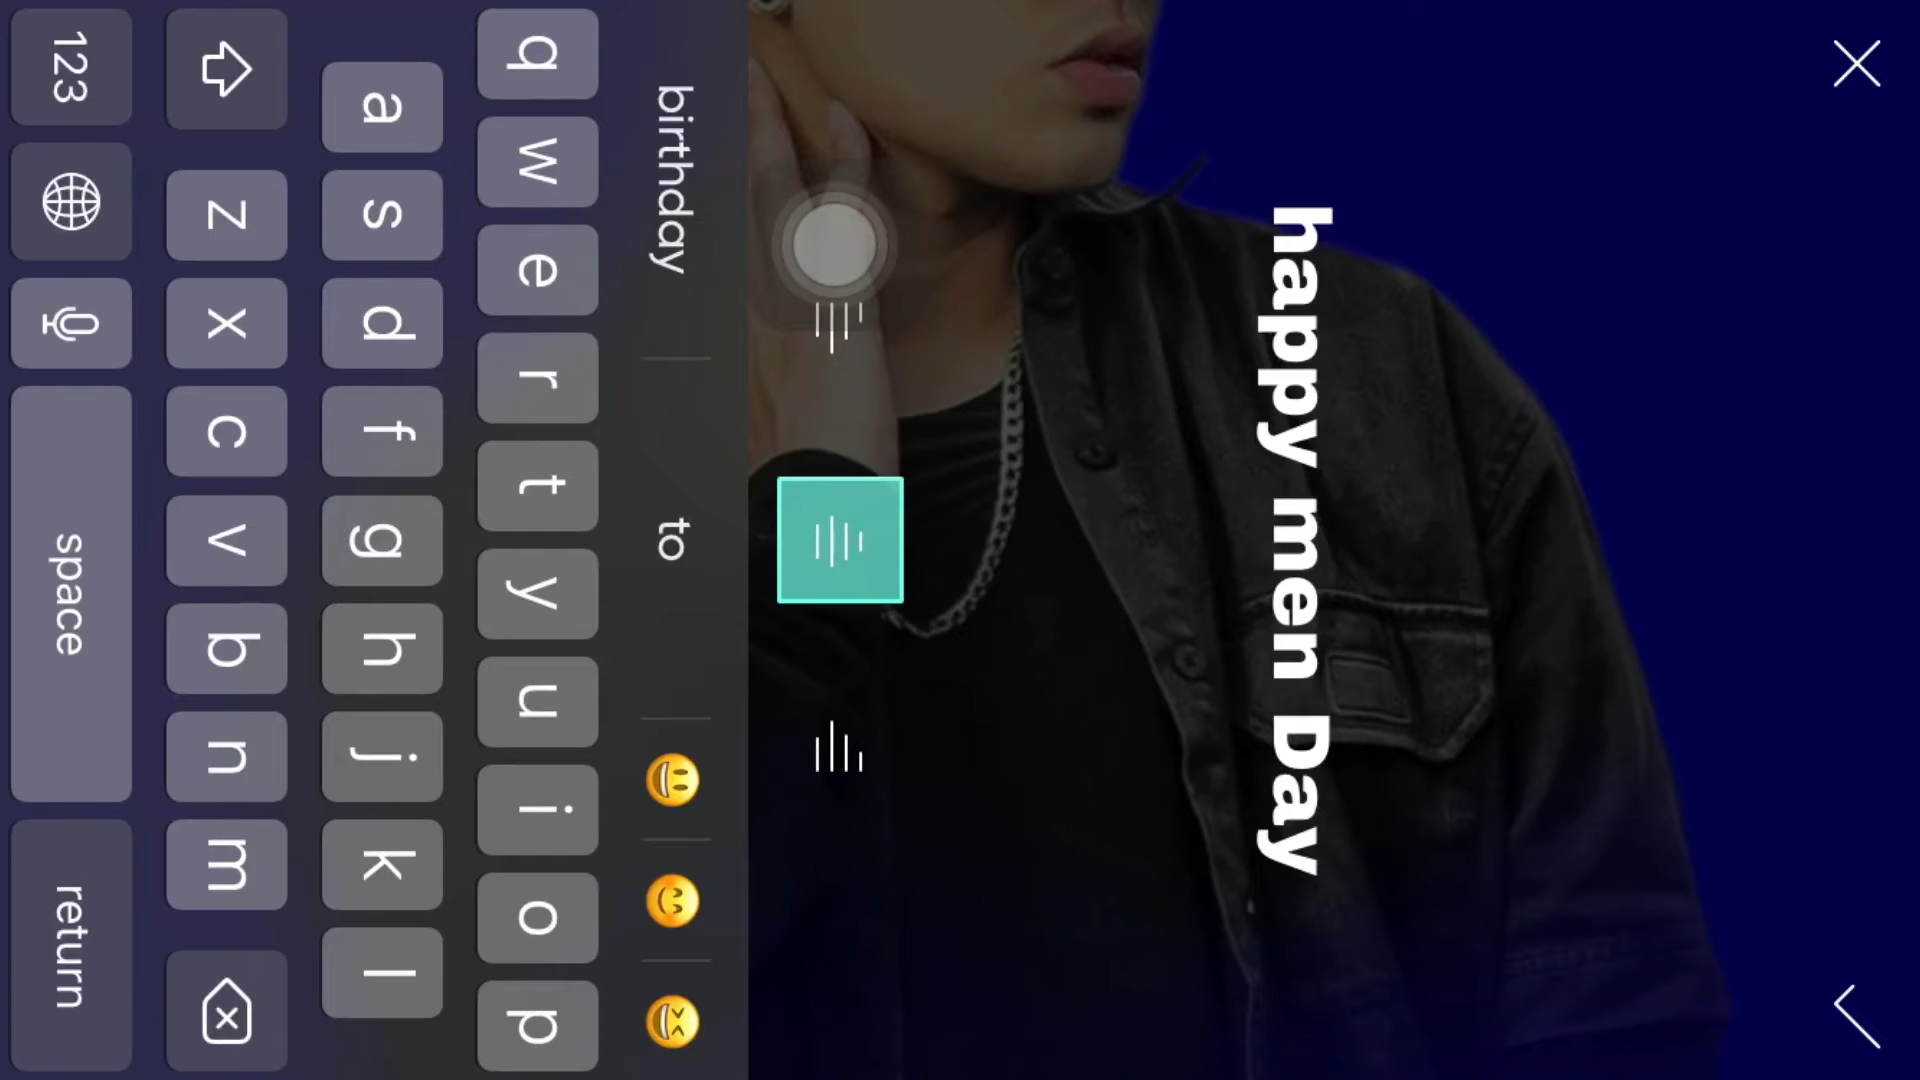 happy men Day
birthday to
q w e r t y u i o p
a s d f g h j k l
z x c v b n m
123 space return